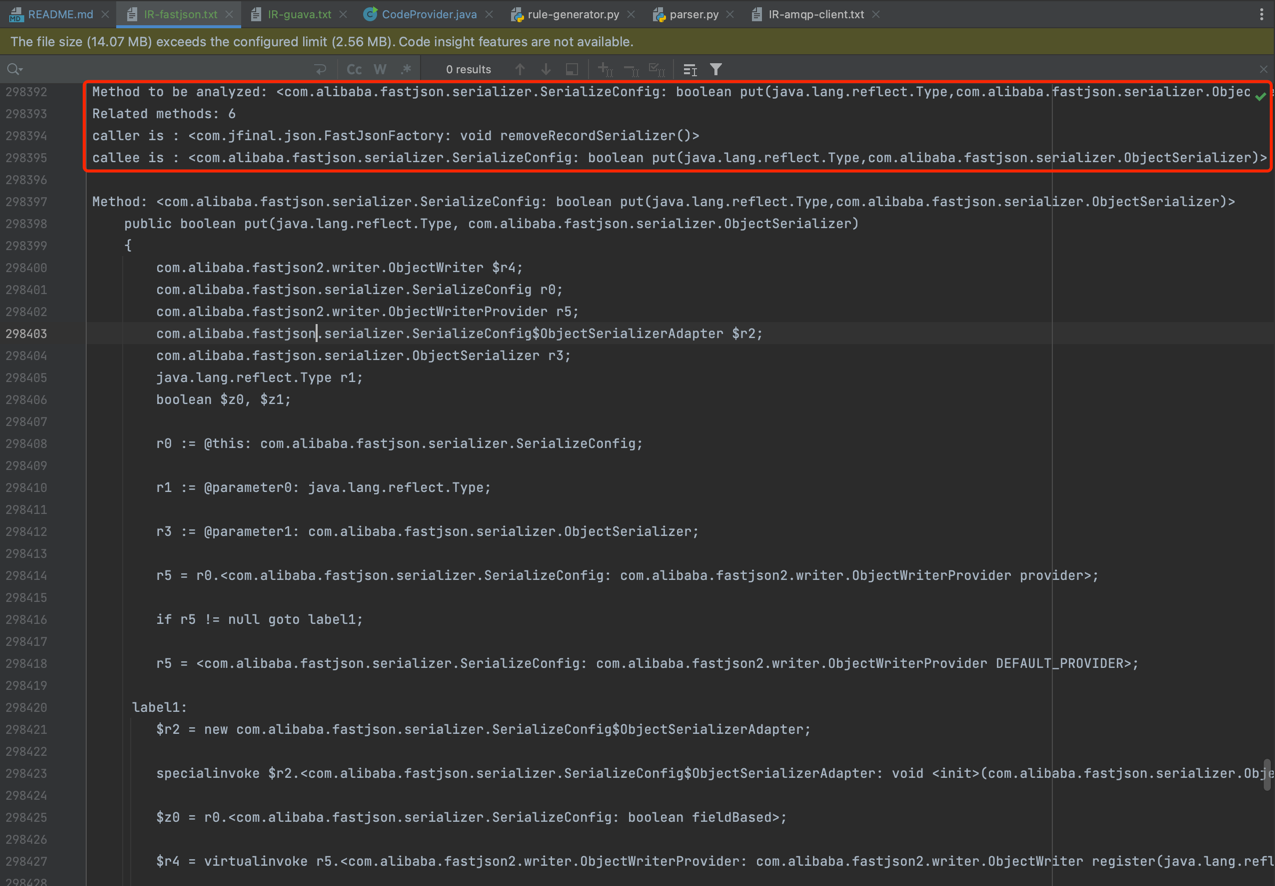 README.md
IR-fastjson.txt
IR-guava.txt
CodeProvider.java
rule-generator.py
parser.py
IR-amqp-client.txt
The file size (14.07 MB) exceeds the configured limit (2.56 MB). Code insight features are not available.
Cc W .* 0 results
298392 Method to be analyzed: <com.alibaba.fastjson.serializer.SerializeConfig: boolean put(java.lang.reflect.Type,com.alibaba.fastjson.serializer.Objec
298393 Related methods: 6
298394 caller is : <com.jfinal.json.FastJsonFactory: void removeRecordSerializer()>
298395 callee is : <com.alibaba.fastjson.serializer.SerializeConfig: boolean put(java.lang.reflect.Type,com.alibaba.fastjson.serializer.ObjectSerializer)>
298396
298397 Method: <com.alibaba.fastjson.serializer.SerializeConfig: boolean put(java.lang.reflect.Type,com.alibaba.fastjson.serializer.ObjectSerializer)>
298398 public boolean put(java.lang.reflect.Type, com.alibaba.fastjson.serializer.ObjectSerializer)
298399 {
298400 com.alibaba.fastjson2.writer.ObjectWriter $r4;
298401 com.alibaba.fastjson.serializer.SerializeConfig r0;
298402 com.alibaba.fastjson2.writer.ObjectWriterProvider r5;
298403 com.alibaba.fastjson.serializer.SerializeConfig$ObjectSerializerAdapter $r2;
298404 com.alibaba.fastjson.serializer.ObjectSerializer r3;
298405 java.lang.reflect.Type r1;
298406 boolean $z0, $z1;
298407
298408 r0 := @this: com.alibaba.fastjson.serializer.SerializeConfig;
298409
298410 r1 := @parameter0: java.lang.reflect.Type;
298411
298412 r3 := @parameter1: com.alibaba.fastjson.serializer.ObjectSerializer;
298413
298414 r5 = r0.<com.alibaba.fastjson.serializer.SerializeConfig: com.alibaba.fastjson2.writer.ObjectWriterProvider provider>;
298415
298416 if r5 != null goto label1;
298417
298418 r5 = <com.alibaba.fastjson.serializer.SerializeConfig: com.alibaba.fastjson2.writer.ObjectWriterProvider DEFAULT_PROVIDER>;
298419
298420 label1:
298421 $r2 = new com.alibaba.fastjson.serializer.SerializeConfig$ObjectSerializerAdapter;
298422
298423 specialinvoke $r2.<com.alibaba.fastjson.serializer.SerializeConfig$ObjectSerializerAdapter: void <init>(com.alibaba.fastjson.serializer.Obje
298424
298425 $z0 = r0.<com.alibaba.fastjson.serializer.SerializeConfig: boolean fieldBased>;
298426
298427 $r4 = virtualinvoke r5.<com.alibaba.fastjson2.writer.ObjectWriterProvider: com.alibaba.fastjson2.writer.ObjectWriter register(java.lang.refl
298428